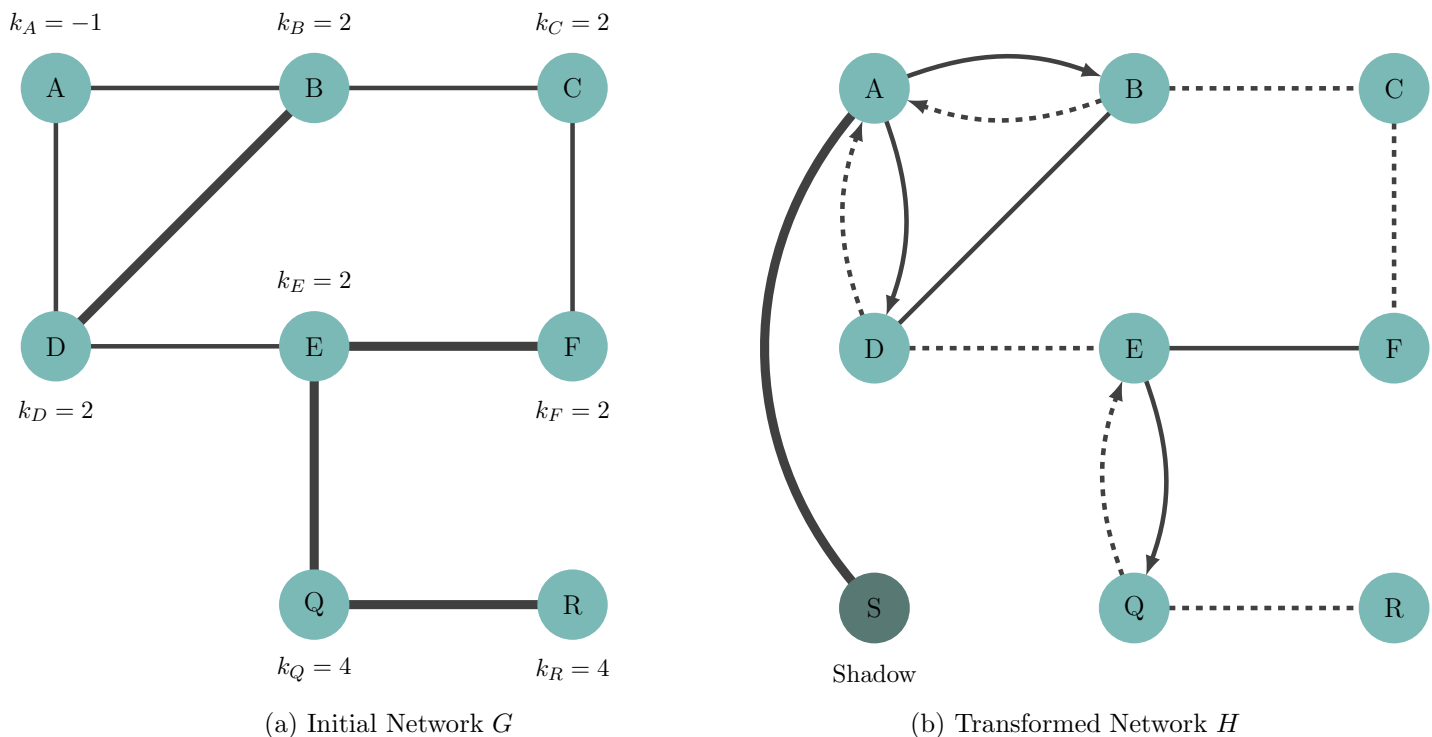 k_A = −1
k_B = 2
k_C = 2
A
B
C
k_E = 2
D
E
F
k_D = 2
k_F = 2
Q
R
k_Q = 4
k_R = 4
(a) Initial Network G
A
B
C
D
E
F
S
Q
R
Shadow
(b) Transformed Network H